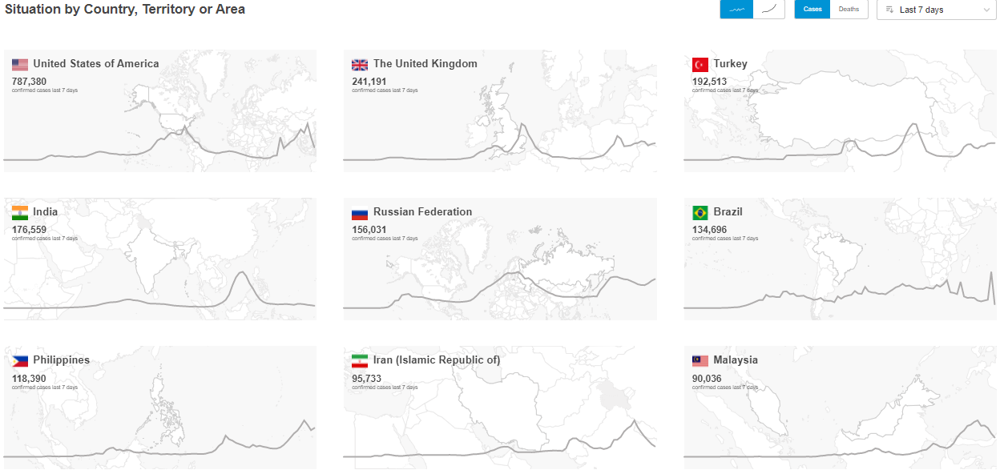 Situation by Country, Territory or Area
Cases
Deaths
Last 7 days
United States of America
787,380
confirmed cases last 7 days
The United Kingdom
241,191
confirmed cases last 7 days
Turkey
192,513
confirmed cases last 7 days
India
176,559
confirmed cases last 7 days
Russian Federation
156,031
confirmed cases last 7 days
Brazil
134,696
confirmed cases last 7 days
Philippines
118,390
confirmed cases last 7 days
Iran (Islamic Republic of)
95,733
confirmed cases last 7 days
Malaysia
90,036
confirmed cases last 7 days